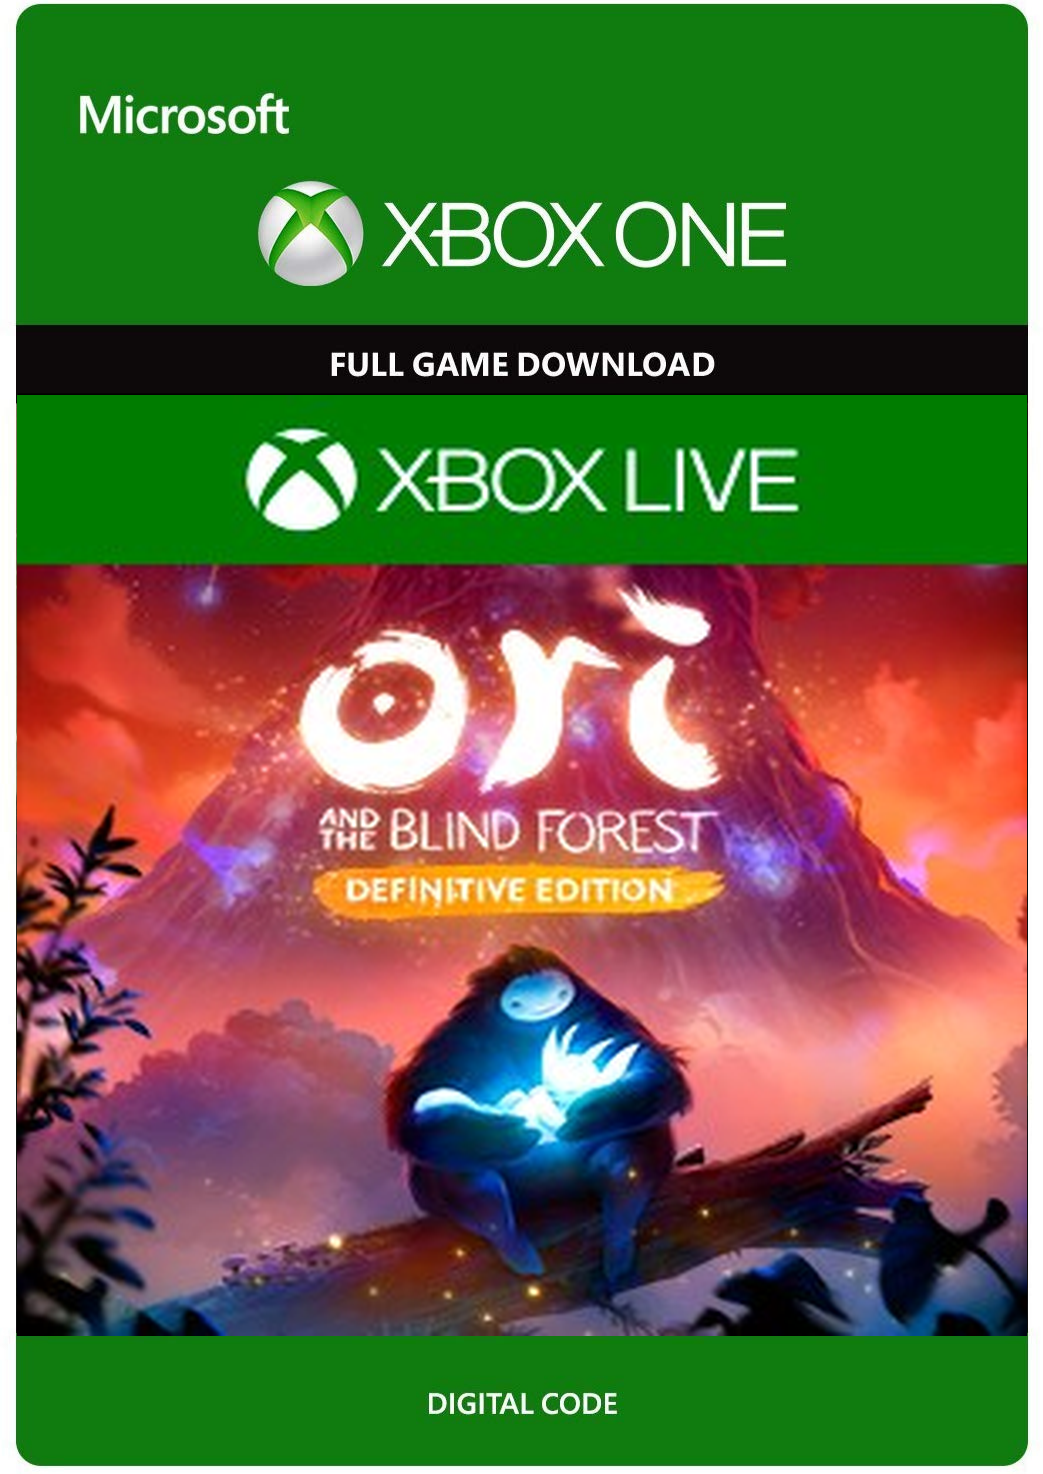 Microsoft
XBOX ONE
FULL GAME DOWNLOAD
XBOX LIVE
ori
AND THE BLIND FOREST
DEFINITIVE EDITION
DIGITAL CODE